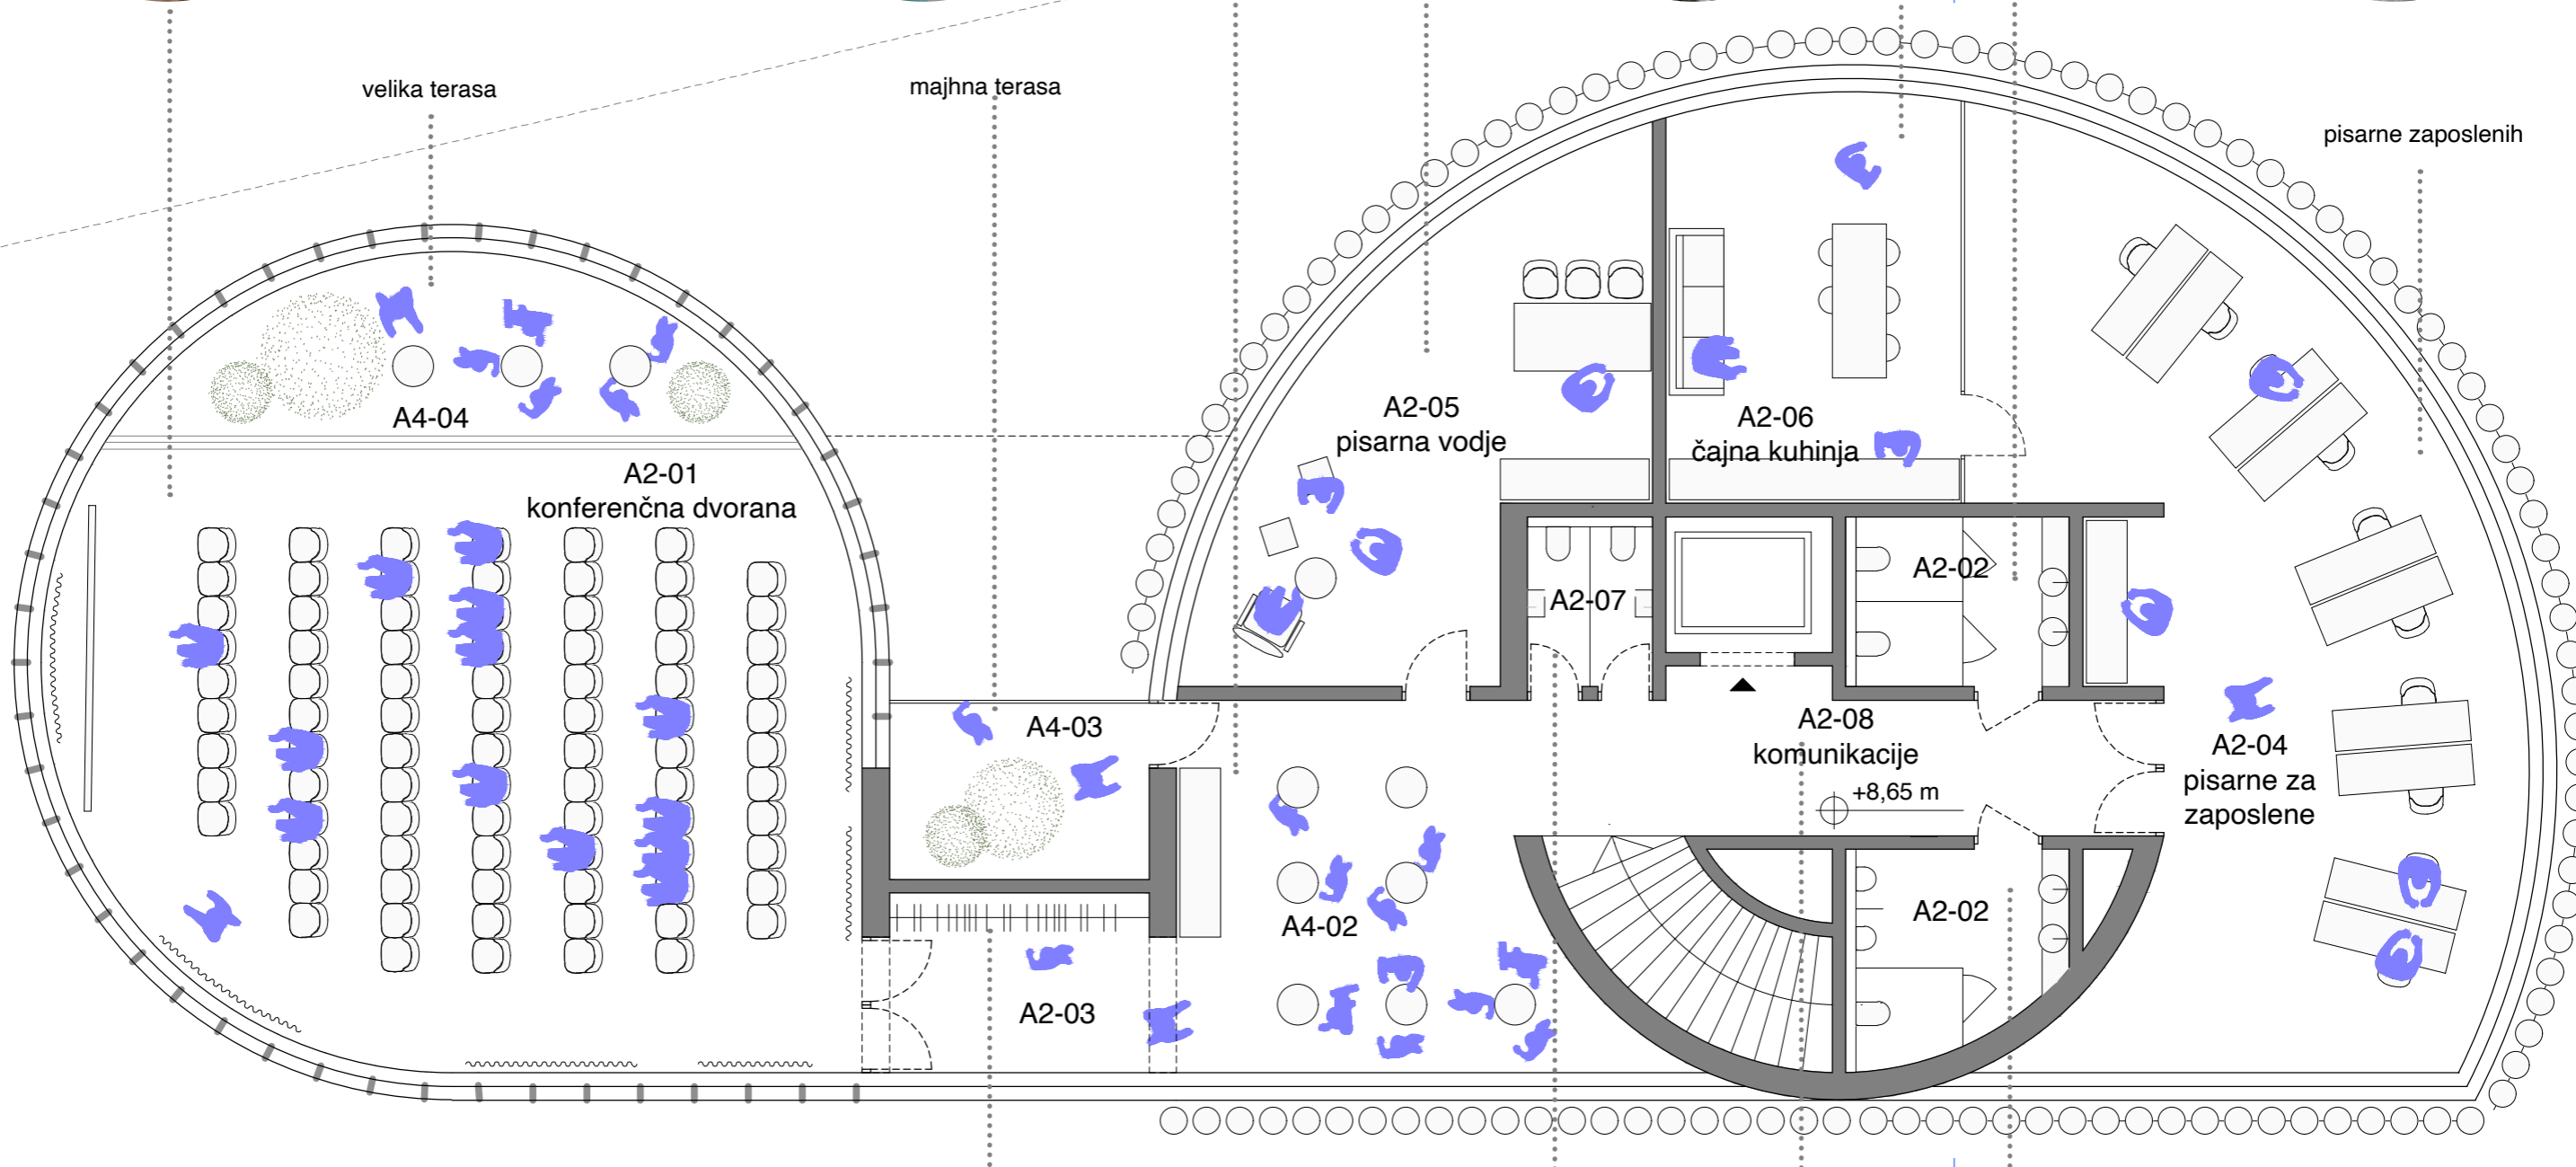 velika terasa
majhna terasa
pisarne zaposlenih
A4-04
A2-01
konferenčna dvorana
A2-05
pisarna vodje
A2-06
čajna kuhinja
A2-07
A2-02
A4-03
A2-08
komunikacije
+8,65 m
A2-04
pisarne za
zaposlene
A4-02
A2-02
A2-03